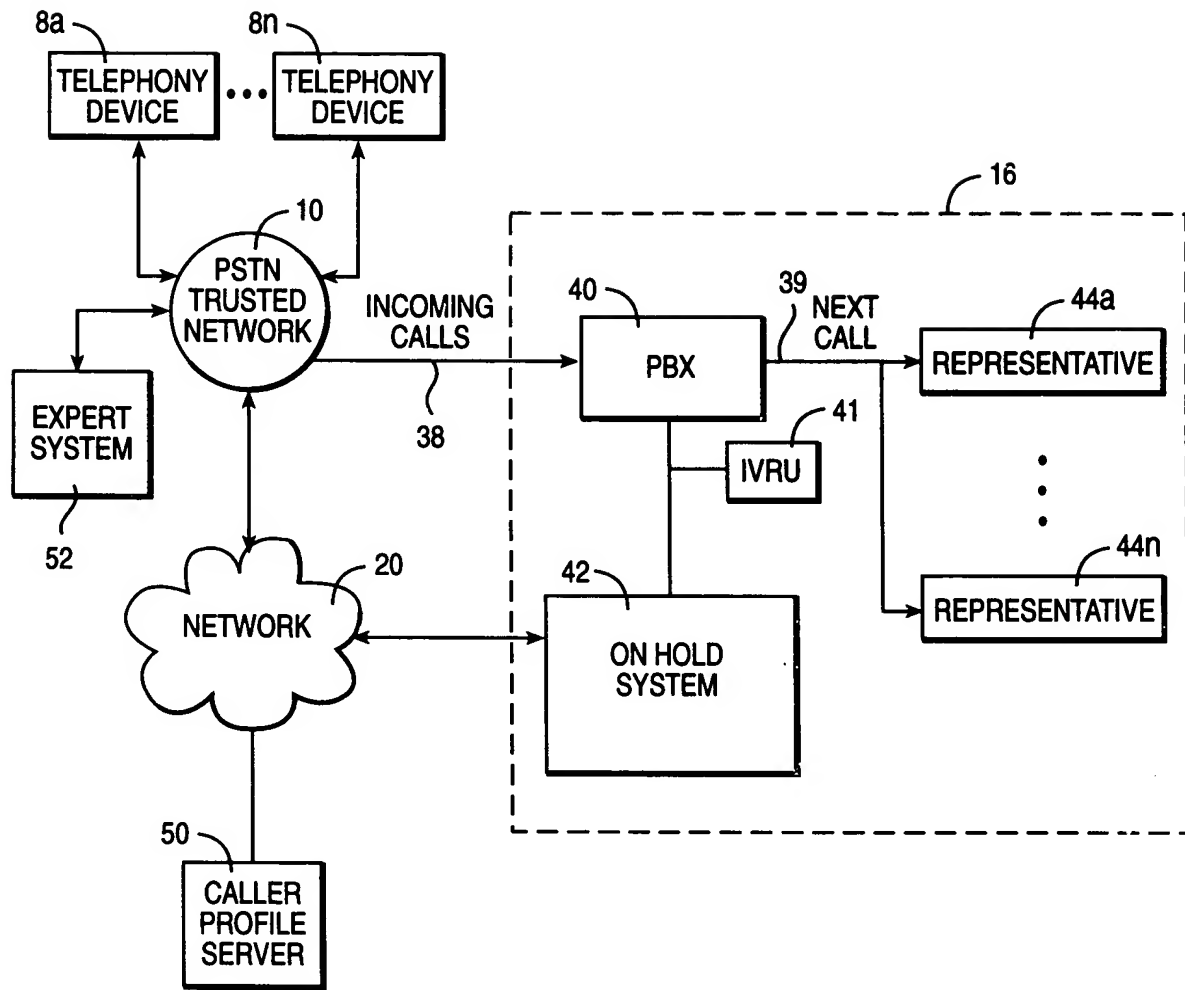 8a
8n
TELEPHONY
DEVICE
TELEPHONY
DEVICE
10
16
PSTN
TRUSTED
NETWORK
INCOMING
CALLS
38
40
PBX
39
NEXT
CALL
44a
REPRESENTATIVE
EXPERT
SYSTEM
52
41
IVRU
20
NETWORK
42
ON HOLD
SYSTEM
44n
REPRESENTATIVE
50
CALLER
PROFILE
SERVER